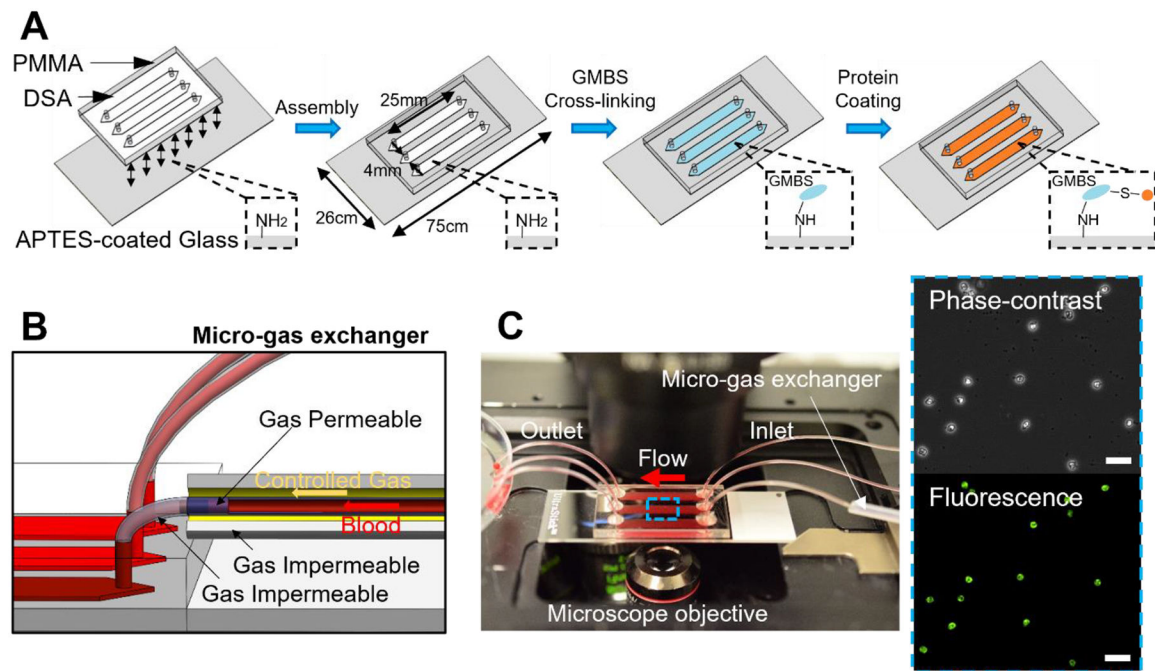 A
PMMA
DSA
Assembly
25mm
4mm
26cm
75cm
GMBS
Cross-linking
Protein
Coating
NH2
NH2
GMBS
NH
GMBS
S
NH
APTES-coated Glass
B
Micro-gas exchanger
Gas Permeable
Controlled Gas
Blood
Gas Impermeable
Gas Impermeable
C
Micro-gas exchanger
Outlet
Inlet
Flow
Microscope objective
Phase-contrast
Fluorescence